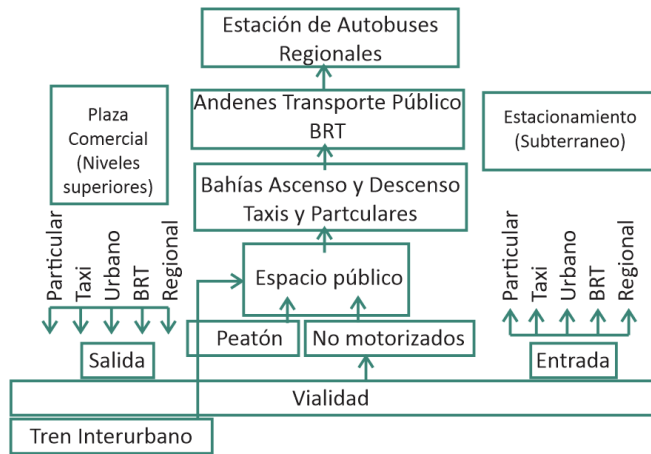 Estación de Autobuses
Regionales
Andenes Transporte Público
BRT
Plaza
Comercial
(Niveles
superiores)
Estacionamiento
(Subterraneo)
Bahías Ascenso y Descenso
Taxis y Partculares
Particular
Taxi
Urbano
BRT
Regional
Espacio público
Particular
Taxi
Urbano
BRT
Regional
Peatón
No motorizados
Salida
Entrada
Vialidad
Tren Interurbano